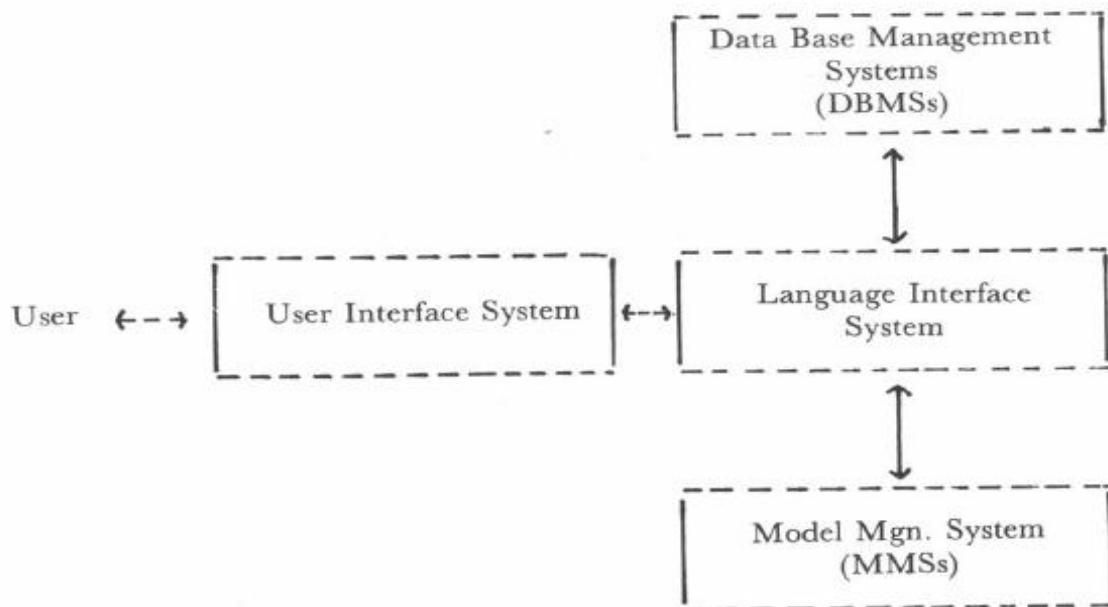 Data Base Management
Systems
(DBMSs)
User
User Interface System
Language Interface
System
Model Mgn. System
(MMSs)